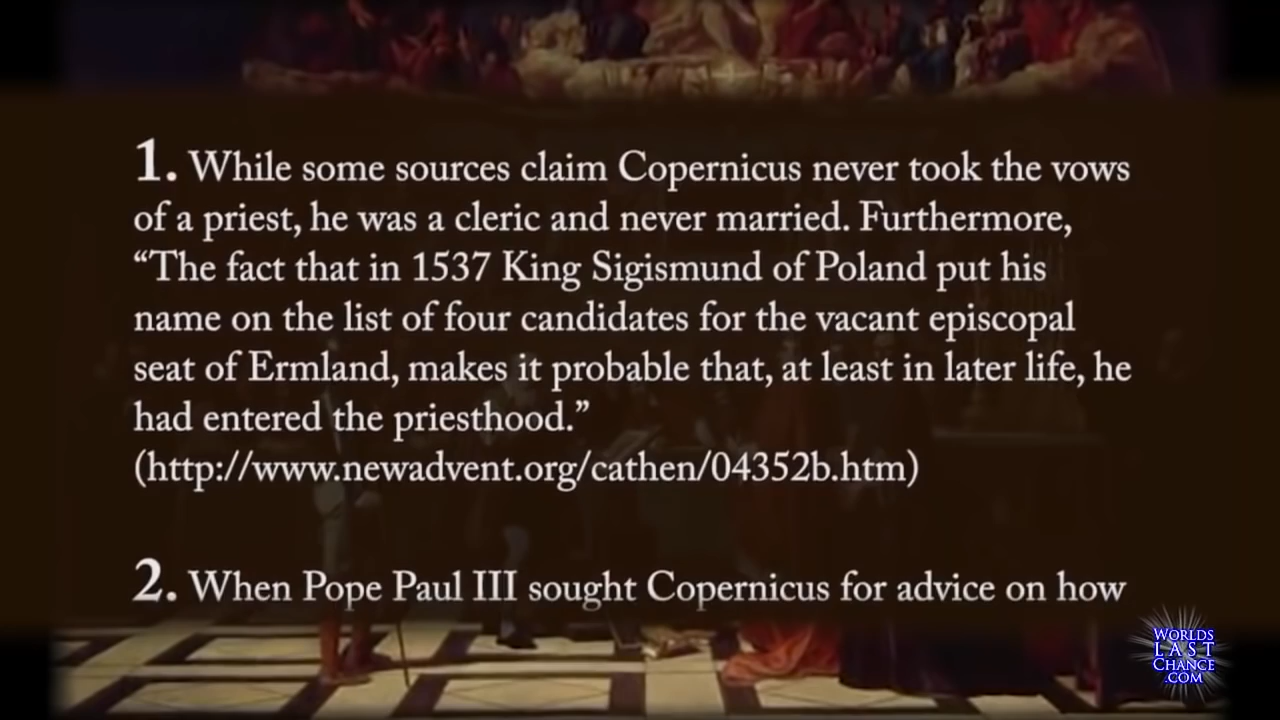 1. While some sources claim Copernicus never took the vows
of a priest, he was a cleric and never married. Furthermore,
“The fact that in 1537 King Sigismund of Poland put his
name on the list of four candidates for the vacant episcopal
seat of Ermland, makes it probable that, at least in later life, he
had entered the priesthood.”
(http://www.newadvent.org/cathen/04352b.htm)
2. When Pope Paul III sought Copernicus for advice on how
WORLDS
LAST
CHANCE
.COM